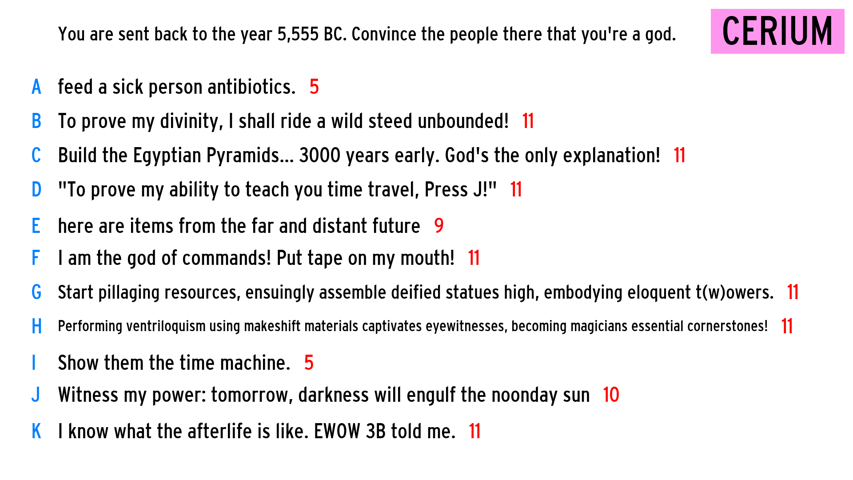 You are sent back to the year 5,555 BC. Convince the people there that you're a god.
CERIUM
A feed a sick person antibiotics. 5
B To prove my divinity, I shall ride a wild steed unbounded! 11
C Build the Egyptian Pyramids... 3000 years early. God's the only explanation! 11
D "To prove my ability to teach you time travel, Press J!" 11
E here are items from the far and distant future 9
F I am the god of commands! Put tape on my mouth! 11
G Start pillaging resources, ensuingly assemble deified statues high, embodying eloquent t(w)owers. 11
H Performing ventriloquism using makeshift materials captivates eyewitnesses, becoming magicians essential cornerstones! 11
I Show them the time machine. 5
J Witness my power: tomorrow, darkness will engulf the noonday sun 10
K I know what the afterlife is like. EWOW 3B told me. 11